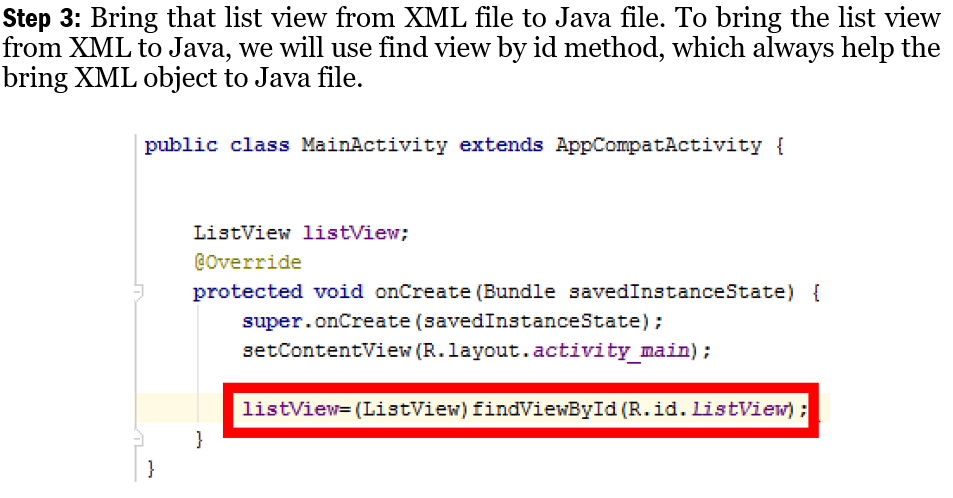 Step 3: Bring that list view from XML file to Java file. To bring the list view
from XML to Java, we will use find view by id method, which always help the
bring XML object to Java file.
public class MainActivity extends AppCompatActivity {
ListView listView;
@Override
protected void onCreate(Bundle savedInstanceState) {
super.onCreate(savedInstanceState);
setContentView(R.layout.activity_main);
listView=(ListView)findViewById(R.id.listView);
}
}